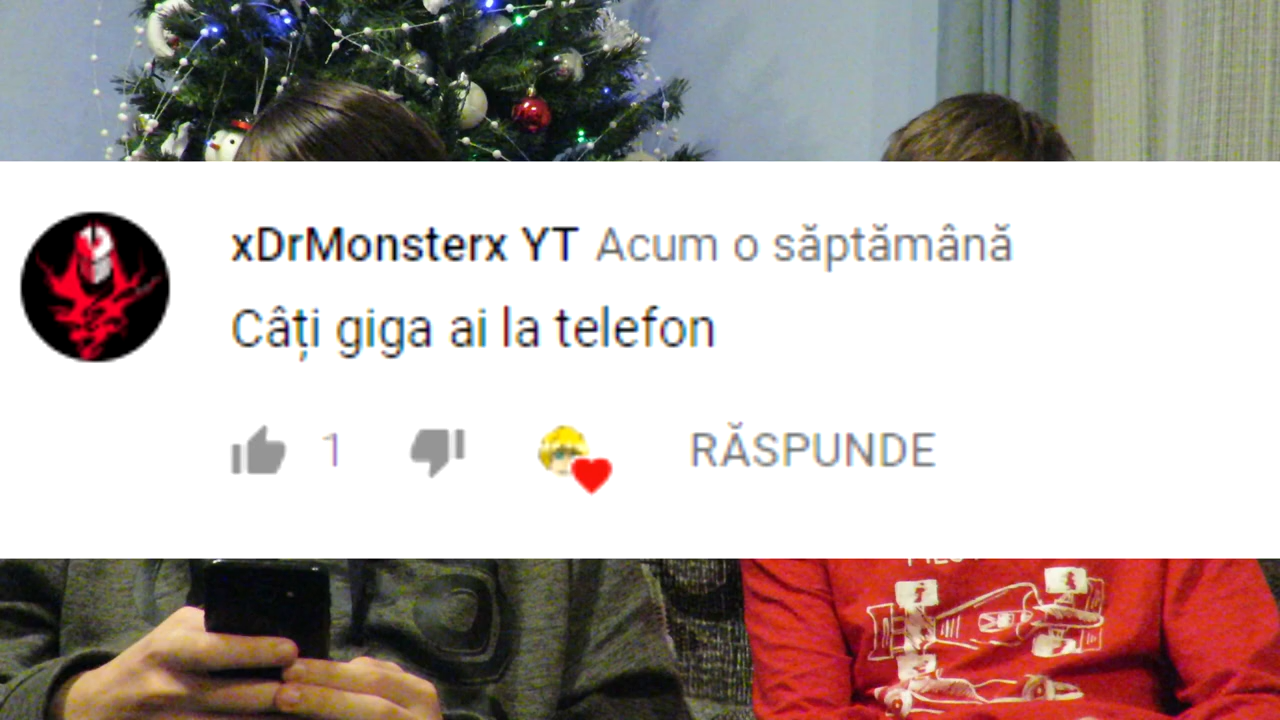 xDrMonsterx YT Acum o săptămână
Câți giga ai la telefon
1
RĂSPUNDE